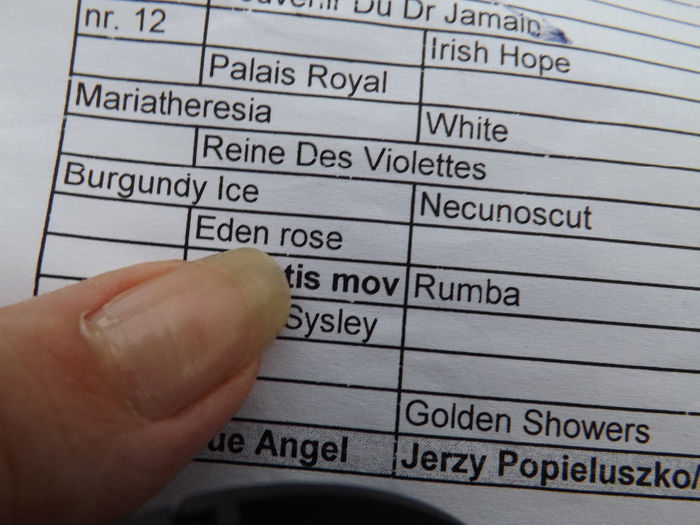 Du Dr Jamain
nr. 12
Irish Hope
Palais Royal
Mariatheresia
White
Reine Des Violettes
Burgundy Ice
Necunoscut
Eden rose
tis mov
Rumba
Sysley
Golden Showers
ue Angel
Jerzy Popieluszko/